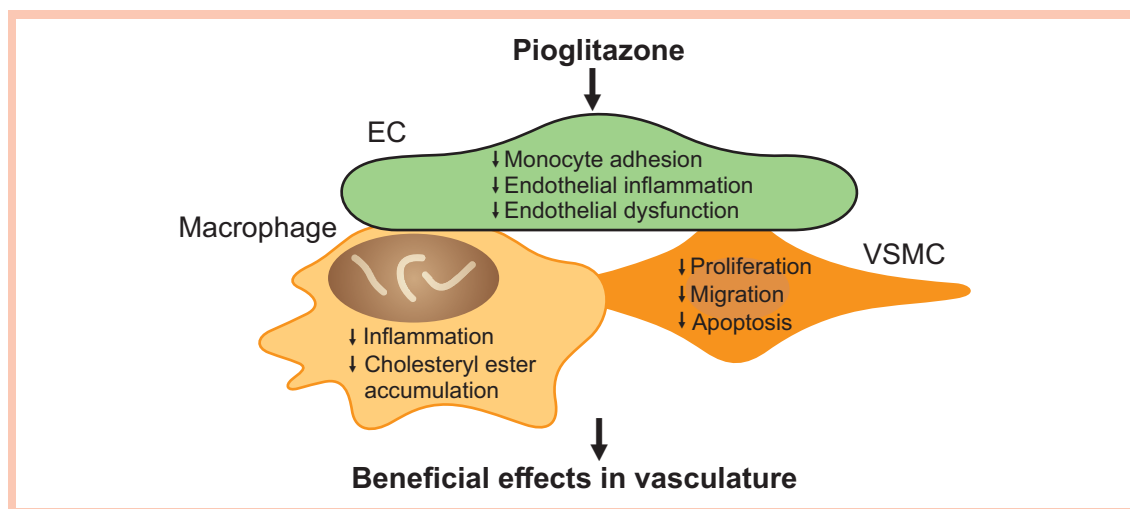 Pioglitazone
EC
↓ Monocyte adhesion
↓ Endothelial inflammation
↓ Endothelial dysfunction
Macrophage
↓ Inflammation
↓ Cholesteryl ester
accumulation
VSMC
↓ Proliferation
↓ Migration
↓ Apoptosis
Beneficial effects in vasculature